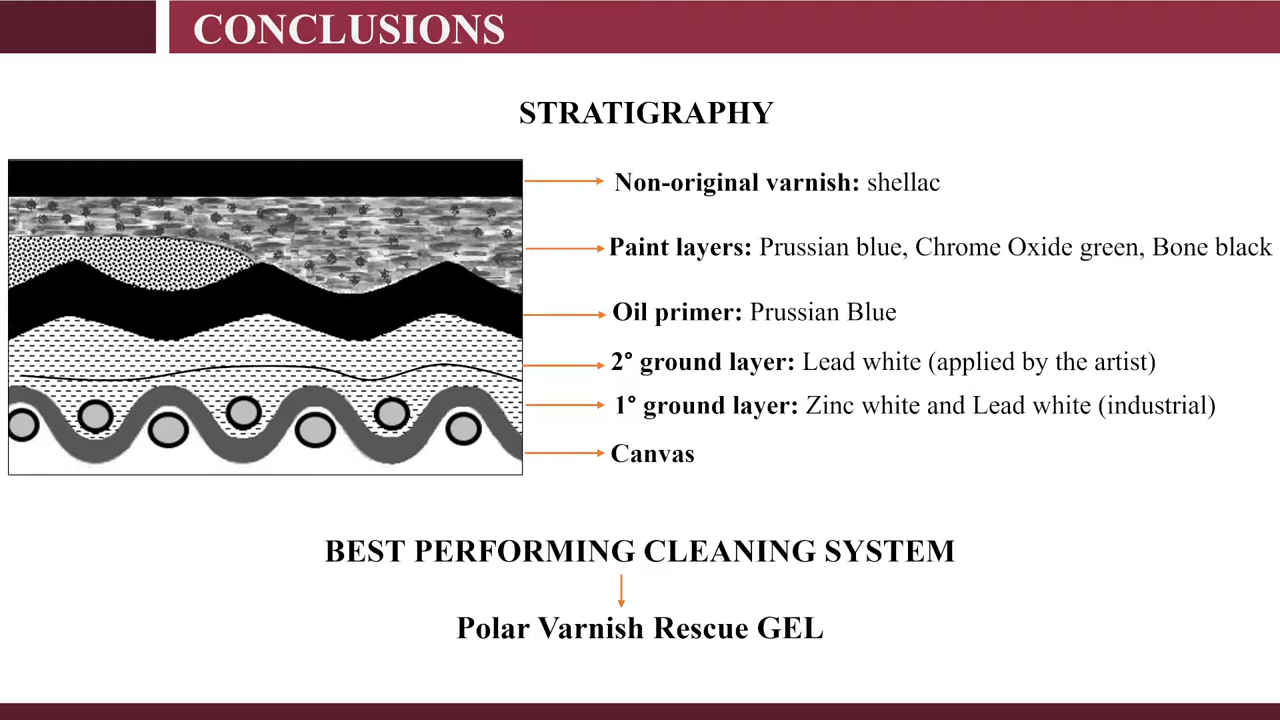 CONCLUSIONS
STRATIGRAPHY
Non-original varnish: shellac
Paint layers: Prussian blue, Chrome Oxide green, Bone black
Oil primer: Prussian Blue
2° ground layer: Lead white (applied by the artist)
1° ground layer: Zinc white and Lead white (industrial)
Canvas
BEST PERFORMING CLEANING SYSTEM
Polar Varnish Rescue GEL